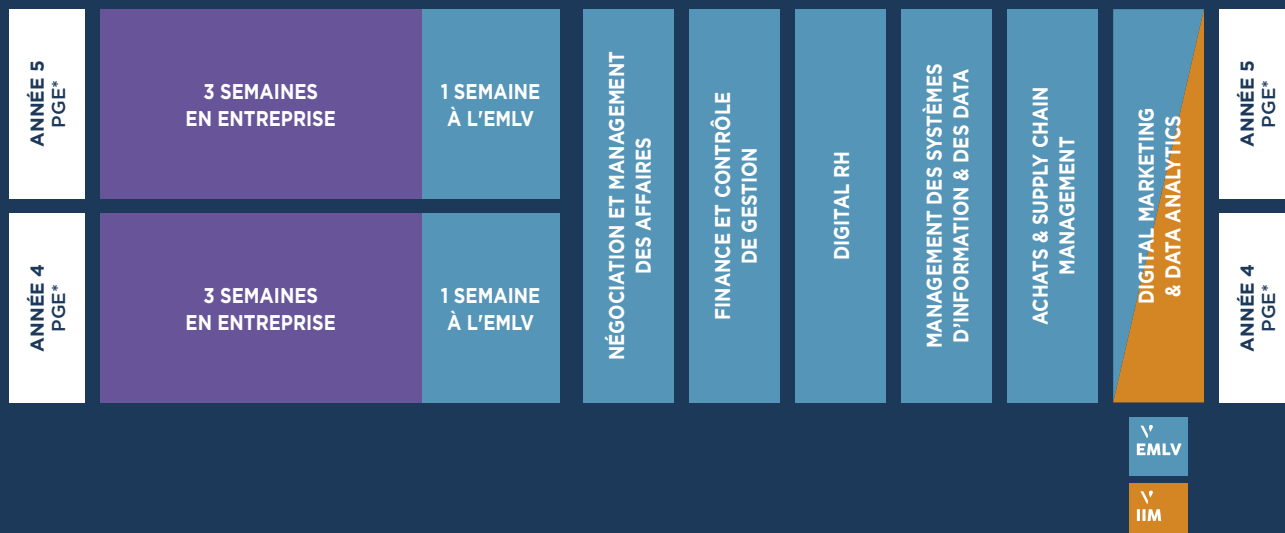 ANNÉE 5
PGE*
3 SEMAINES
EN ENTREPRISE
1 SEMAINE
À L'EMLV
ANNÉE 4
PGE*
3 SEMAINES
EN ENTREPRISE
1 SEMAINE
À L'EMLV
NÉGOCIATION ET MANAGEMENT
DES AFFAIRES
FINANCE ET CONTRÔLE
DE GESTION
DIGITAL RH
MANAGEMENT DES SYSTÈMES
D'INFORMATION & DES DATA
ACHATS & SUPPLY CHAIN
MANAGEMENT
DIGITAL MARKETING
& DATA ANALYTICS
ANNÉE 5
PGE*
ANNÉE 4
PGE*
EMLV
IIM